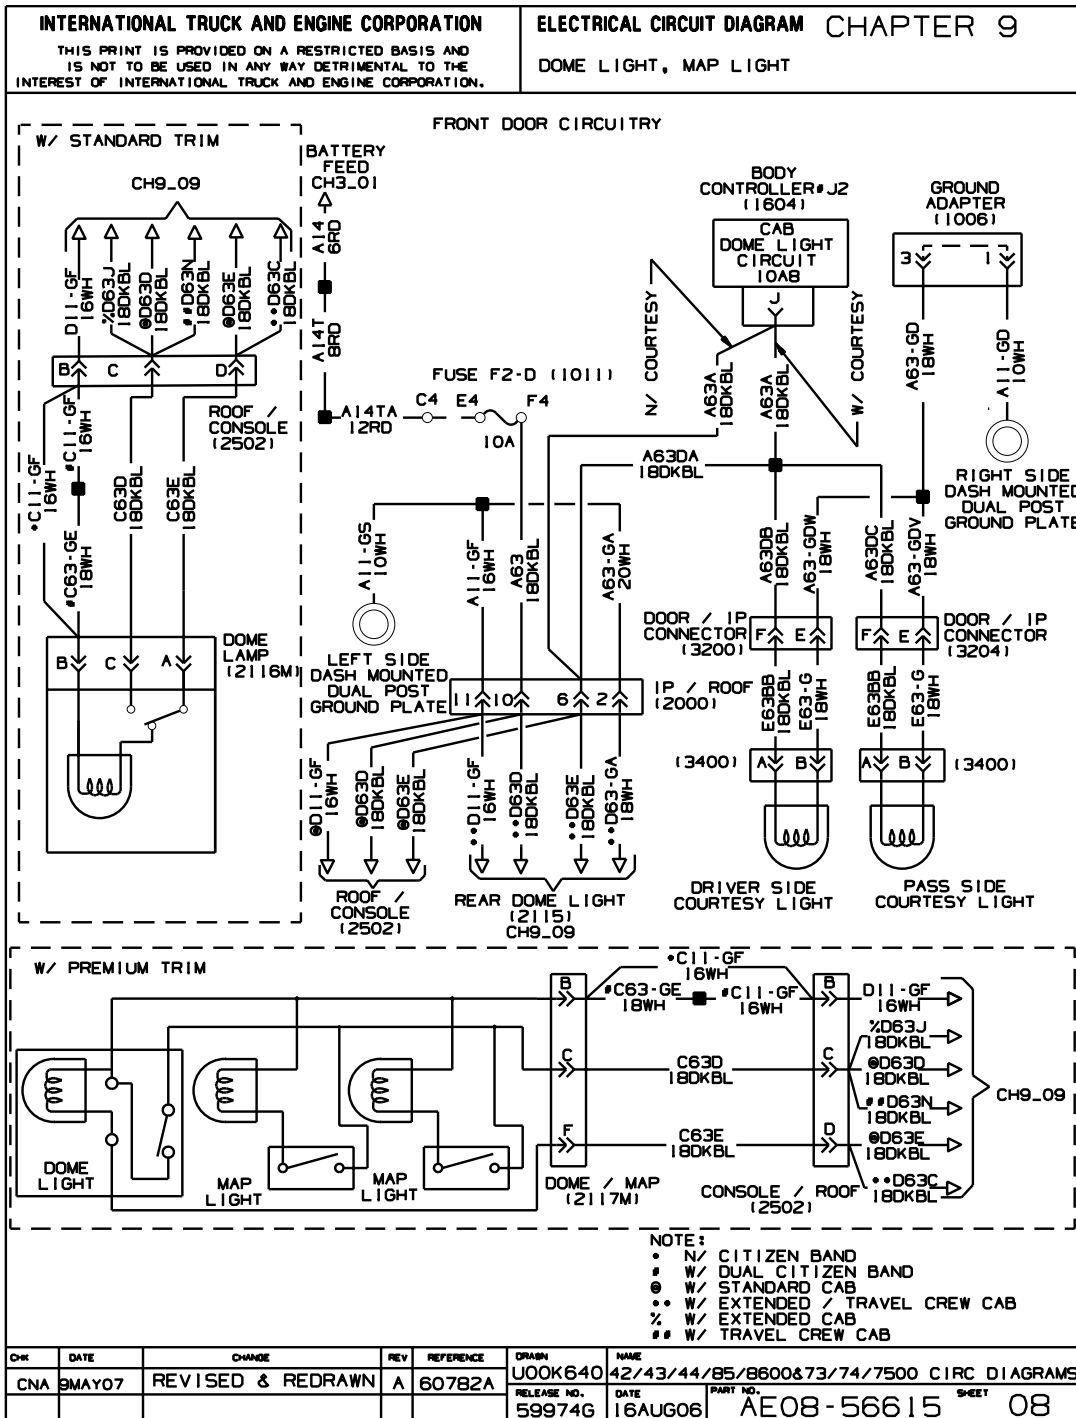 INTERNATIONAL TRUCK AND ENGINE CORPORATION
THIS PRINT IS PROVIDED ON A RESTRICTED BASIS AND
IS NOT TO BE USED IN ANY WAY DETRIMENTAL TO THE
INTEREST OF INTERNATIONAL TRUCK AND ENGINE CORPORATION.
ELECTRICAL CIRCUIT DIAGRAM CHAPTER 9
DOME LIGHT, MAP LIGHT
FRONT DOOR CIRCUITRY
W/ STANDARD TRIM
CH9_09
D11-GF
16WH
%D63J
18DKBL
@D63D
18DKBL
##D63N
18DKBL
@D63E
18DKBL
**D63C
18DKBL
B C D
ROOF /
CONSOLE
(2502)
*C11-GF
16WH
#C11-GF
16WH
#C63-GE
18WH
C63D
18DKBL
C63E
18DKBL
B C A
DOME
LAMP
(2116M)
BATTERY
FEED
CH3_01
A14
6RD
A14T
8RD
A14TA
12RD
FUSE F2-D (1011)
C4 E4 F4
10A
BODY
CONTROLLER#J2
(1604)
CAB
DOME LIGHT
CIRCUIT
10A8
J
N/ COURTESY
W/ COURTESY
A63A
18DKBL
A63A
18DKBL
GROUND
ADAPTER
(1006)
3 1
A63-GD
18WH
A11-GD
10WH
RIGHT SIDE
DASH MOUNTED
DUAL POST
GROUND PLATE
A63DA
18DKBL
A11-GS
10WH
A11-GF
16WH
A63
18DKBL
A63-GA
20WH
A63DB
18DKBL
A63-GDW
18WH
A63DC
18DKBL
A63-GDV
18WH
LEFT SIDE
DASH MOUNTED
DUAL POST
GROUND PLATE
11 10 6 2
IP / ROOF
(2000)
DOOR / IP
CONNECTOR
(3200)
F E
F E
DOOR / IP
CONNECTOR
(3204)
E63BB
18DKBL
E63-G
18WH
E63BB
18DKBL
E63-G
18WH
(3400)
A B
A B
(3400)
@D11-GF
16WH
@D63D
18DKBL
@D63E
18DKBL
**D11-GF
16WH
**D63D
18DKBL
**D63E
18DKBL
**D63-GA
18WH
ROOF /
CONSOLE
(2502)
REAR DOME LIGHT
(2115)
CH9_09
DRIVER SIDE
COURTESY LIGHT
PASS SIDE
COURTESY LIGHT
W/ PREMIUM TRIM
DOME
LIGHT
MAP
LIGHT
MAP
LIGHT
B
C
F
DOME / MAP
(2117M)
*C11-GF
16WH
#C63-GE
18WH
#C11-GF
16WH
C63D
18DKBL
C63E
18DKBL
B
C
D
CONSOLE / ROOF
(2502)
D11-GF
16WH
%D63J
18DKBL
@D63D
18DKBL
##D63N
18DKBL
@D63E
18DKBL
**D63C
18DKBL
CH9_09
NOTE:
* N/ CITIZEN BAND
# W/ DUAL CITIZEN BAND
@ W/ STANDARD CAB
** W/ EXTENDED / TRAVEL CREW CAB
% W/ EXTENDED CAB
## W/ TRAVEL CREW CAB
CHK DATE CHANGE REV REFERENCE
CNA 9MAY07 REVISED & REDRAWN A 60782A
DRAWN
U00K640
NAME
42/43/44/85/8600&73/74/7500 CIRC DIAGRAMS
RELEASE NO.
59974G
DATE
16AUG06
PART NO.
AE08-56615
SHEET
08